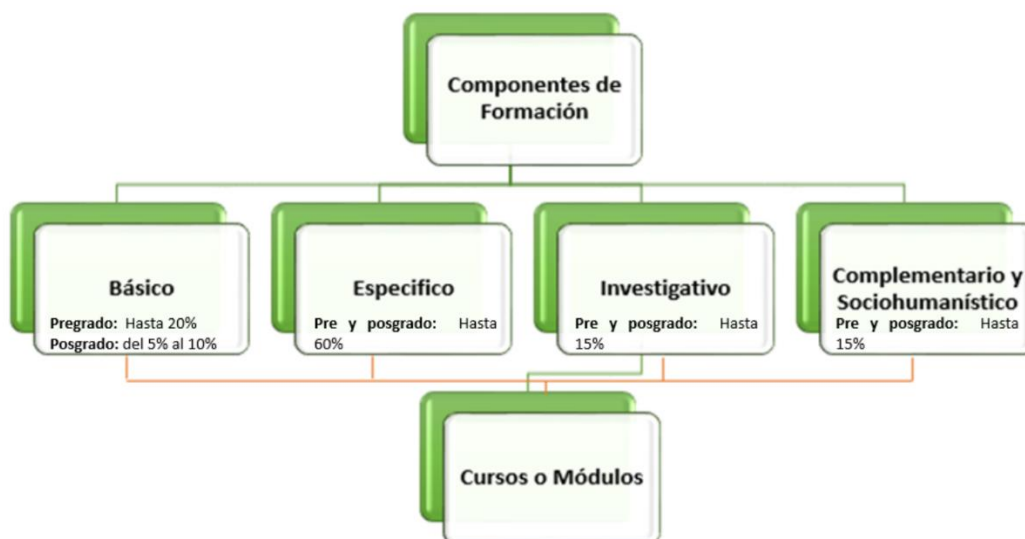 Componentes de
Formación
Básico
Pregrado: Hasta 20%
Posgrado: del 5% al 10%
Especifico
Pre y posgrado: Hasta
60%
Investigativo
Pre y posgrado: Hasta
15%
Complementario y
Sociohumanístico
Pre y posgrado: Hasta
15%
Cursos o Módulos